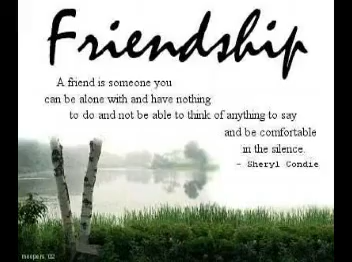 Friendship
A friend is someone you
can be alone with and have nothing
to do and not be able to think of anything to say
and be comfortable
in the silence.
- Sheryl Condie